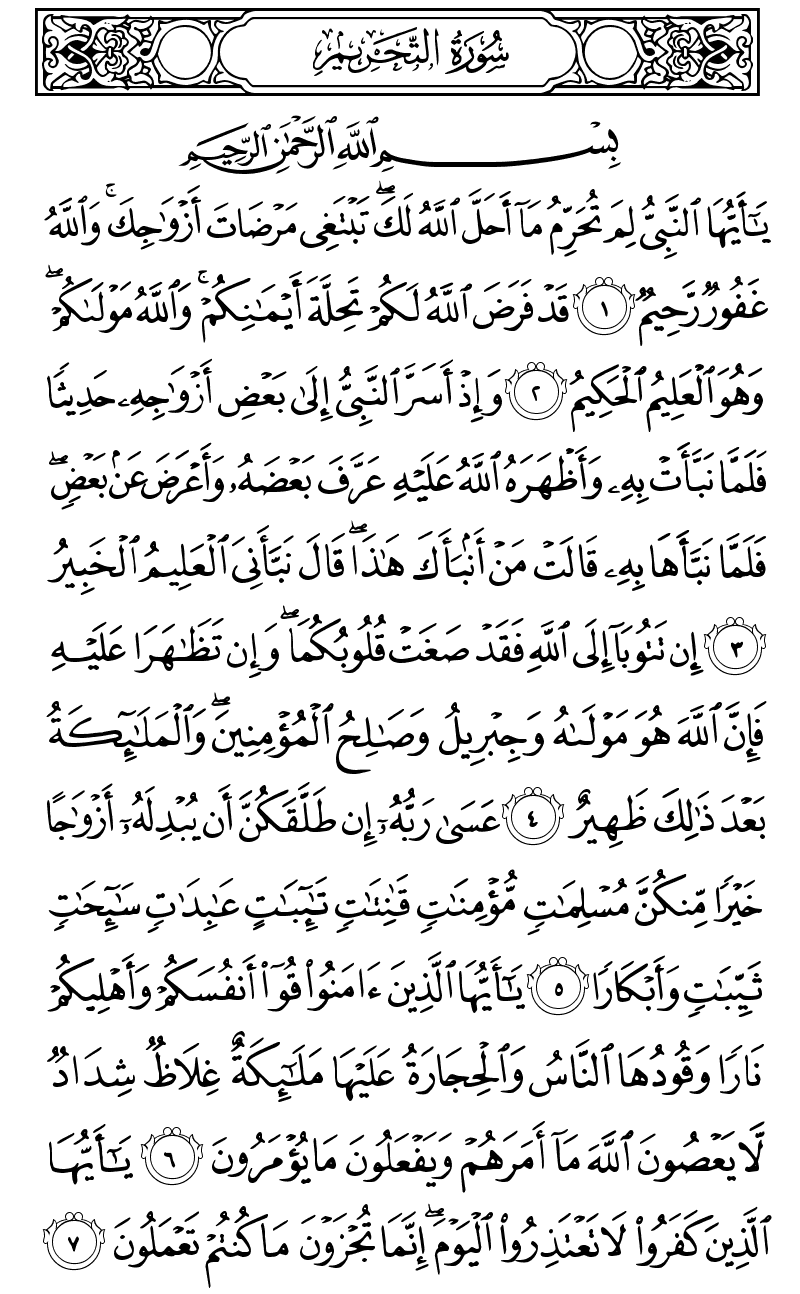 سُورَةُ التَّحۡرِيمِ
بِسۡمِ ٱللَّهِ ٱلرَّحۡمَٰنِ ٱلرَّحِيمِ
يَٰٓأَيُّهَا ٱلنَّبِيُّ لِمَ تُحَرِّمُ مَآ أَحَلَّ ٱللَّهُ لَكَۖ تَبۡتَغِي مَرۡضَاتَ أَزۡوَٰجِكَۚ وَٱللَّهُ
غَفُورٞ رَّحِيمٞ ١ قَدۡ فَرَضَ ٱللَّهُ لَكُمۡ تَحِلَّةَ أَيۡمَٰنِكُمۡۚ وَٱللَّهُ مَوۡلَىٰكُمۡۖ
وَهُوَ ٱلۡعَلِيمُ ٱلۡحَكِيمُ ٢ وَإِذۡ أَسَرَّ ٱلنَّبِيُّ إِلَىٰ بَعۡضِ أَزۡوَٰجِهِۦ حَدِيثٗا
فَلَمَّا نَبَّأَتۡ بِهِۦ وَأَظۡهَرَهُ ٱللَّهُ عَلَيۡهِ عَرَّفَ بَعۡضَهُۥ وَأَعۡرَضَ عَنۢ بَعۡضٖۖ
فَلَمَّا نَبَّأَهَا بِهِۦ قَالَتۡ مَنۡ أَنۢبَأَكَ هَٰذَاۖ قَالَ نَبَّأَنِيَ ٱلۡعَلِيمُ ٱلۡخَبِيرُ
٣ إِن تَتُوبَآ إِلَى ٱللَّهِ فَقَدۡ صَغَتۡ قُلُوبُكُمَاۖ وَإِن تَظَٰهَرَا عَلَيۡهِ
فَإِنَّ ٱللَّهَ هُوَ مَوۡلَىٰهُ وَجِبۡرِيلُ وَصَٰلِحُ ٱلۡمُؤۡمِنِينَۖ وَٱلۡمَلَٰٓئِكَةُ
بَعۡدَ ذَٰلِكَ ظَهِيرٌ ٤ عَسَىٰ رَبُّهُۥٓ إِن طَلَّقَكُنَّ أَن يُبۡدِلَهُۥٓ أَزۡوَٰجًا
خَيۡرٗا مِّنكُنَّ مُسۡلِمَٰتٖ مُّؤۡمِنَٰتٖ قَٰنِتَٰتٖ تَٰٓئِبَٰتٍ عَٰبِدَٰتٖ سَٰٓئِحَٰتٖ
ثَيِّبَٰتٖ وَأَبۡكَارٗا ٥ يَٰٓأَيُّهَا ٱلَّذِينَ ءَامَنُواْ قُوٓاْ أَنفُسَكُمۡ وَأَهۡلِيكُمۡ
نَارٗا وَقُودُهَا ٱلنَّاسُ وَٱلۡحِجَارَةُ عَلَيۡهَا مَلَٰٓئِكَةٌ غِلَاظٞ شِدَادٞ
لَّا يَعۡصُونَ ٱللَّهَ مَآ أَمَرَهُمۡ وَيَفۡعَلُونَ مَا يُؤۡمَرُونَ ٦ يَٰٓأَيُّهَا
ٱلَّذِينَ كَفَرُواْ لَا تَعۡتَذِرُواْ ٱلۡيَوۡمَۖ إِنَّمَا تُجۡزَوۡنَ مَا كُنتُمۡ تَعۡمَلُونَ ٧